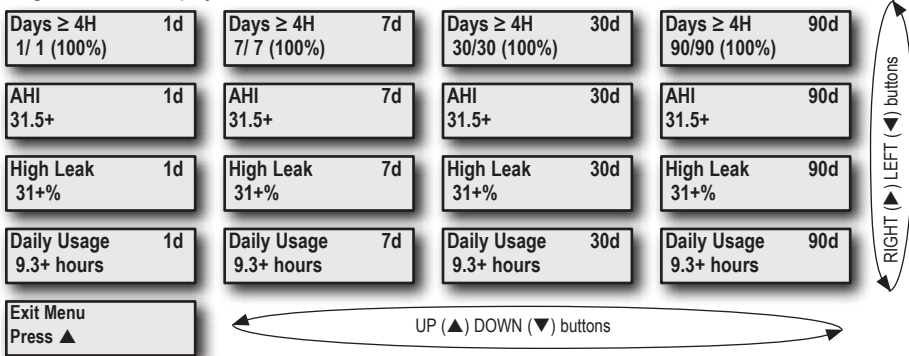 Days ≥ 4H 1d
1/ 1 (100%)
Days ≥ 4H 7d
7/ 7 (100%)
Days ≥ 4H 30d
30/30 (100%)
Days ≥ 4H 90d
90/90 (100%)
AHI 1d
31.5+
AHI 7d
31.5+
AHI 30d
31.5+
AHI 90d
31.5+
High Leak 1d
31+%
High Leak 7d
31+%
High Leak 30d
31+%
High Leak 90d
31+%
Daily Usage 1d
9.3+ hours
Daily Usage 7d
9.3+ hours
Daily Usage 30d
9.3+ hours
Daily Usage 90d
9.3+ hours
Exit Menu
Press ▲
UP (▲) DOWN (▼) buttons
RIGHT (▶) LEFT (◀) buttons